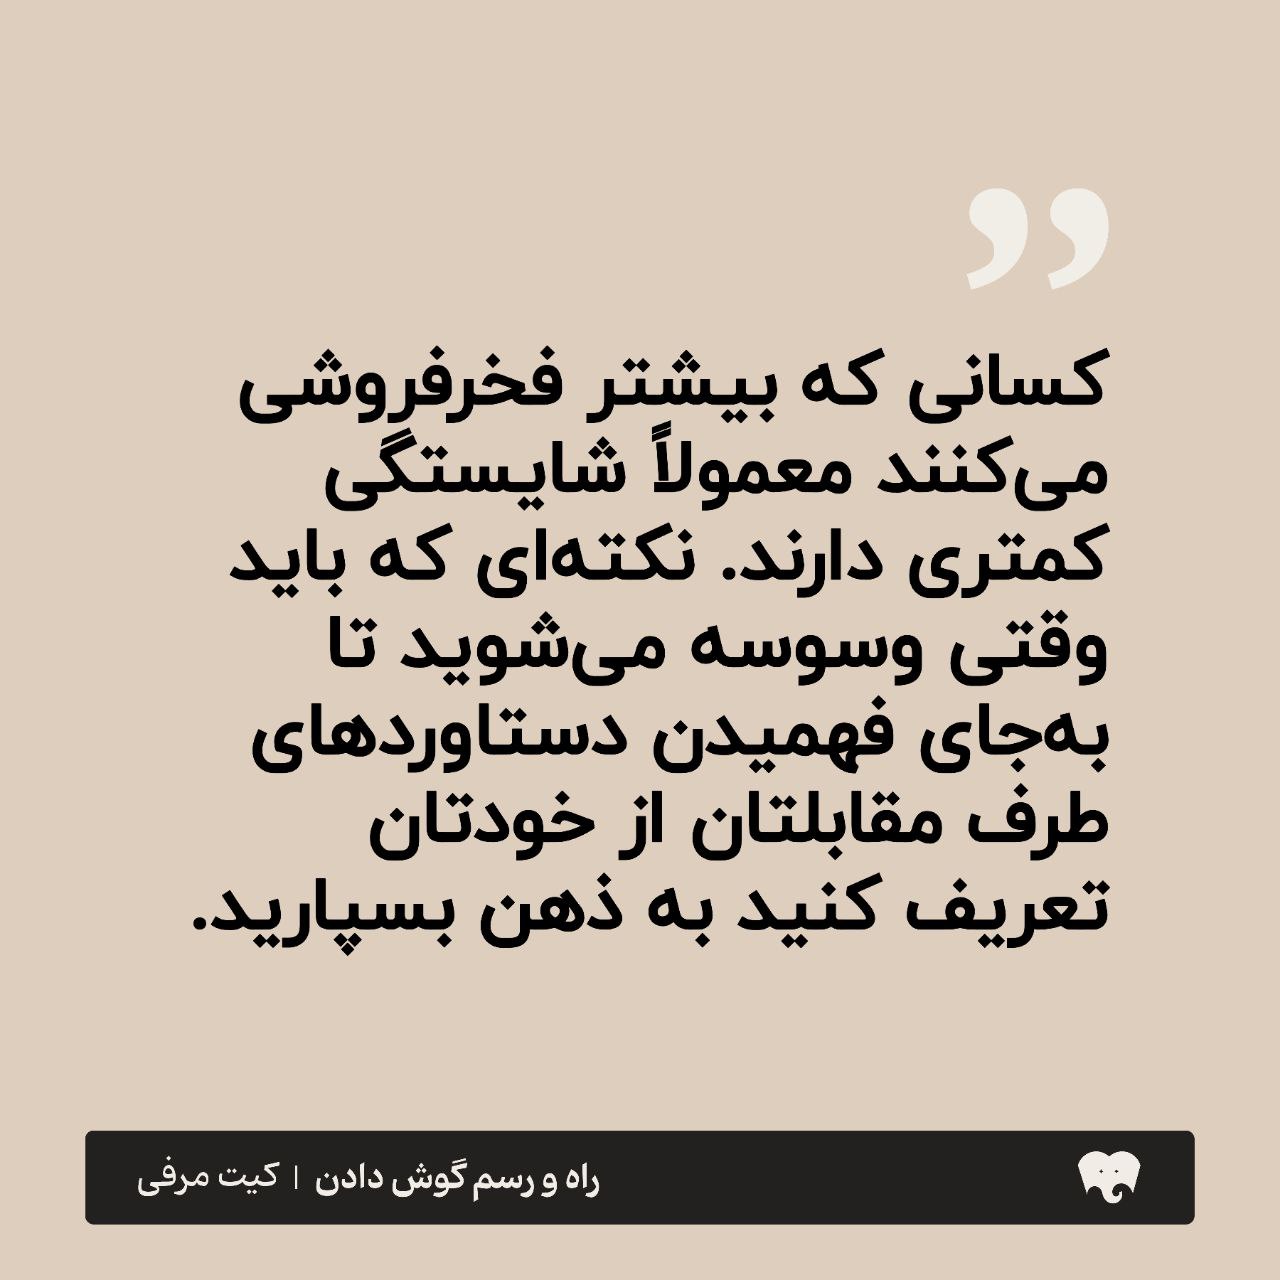 ”
کسانی که بیشتر فخرفروشی
می‌کنند معمولاً شایستگی
کمتری دارند. نکته‌ای که باید
وقتی وسوسه می‌شوید تا
به‌جای فهمیدن دستاوردهای
طرف مقابلتان از خودتان
تعریف کنید به ذهن بسپارید.
راه و رسم گوش دادن | کیت مرفی